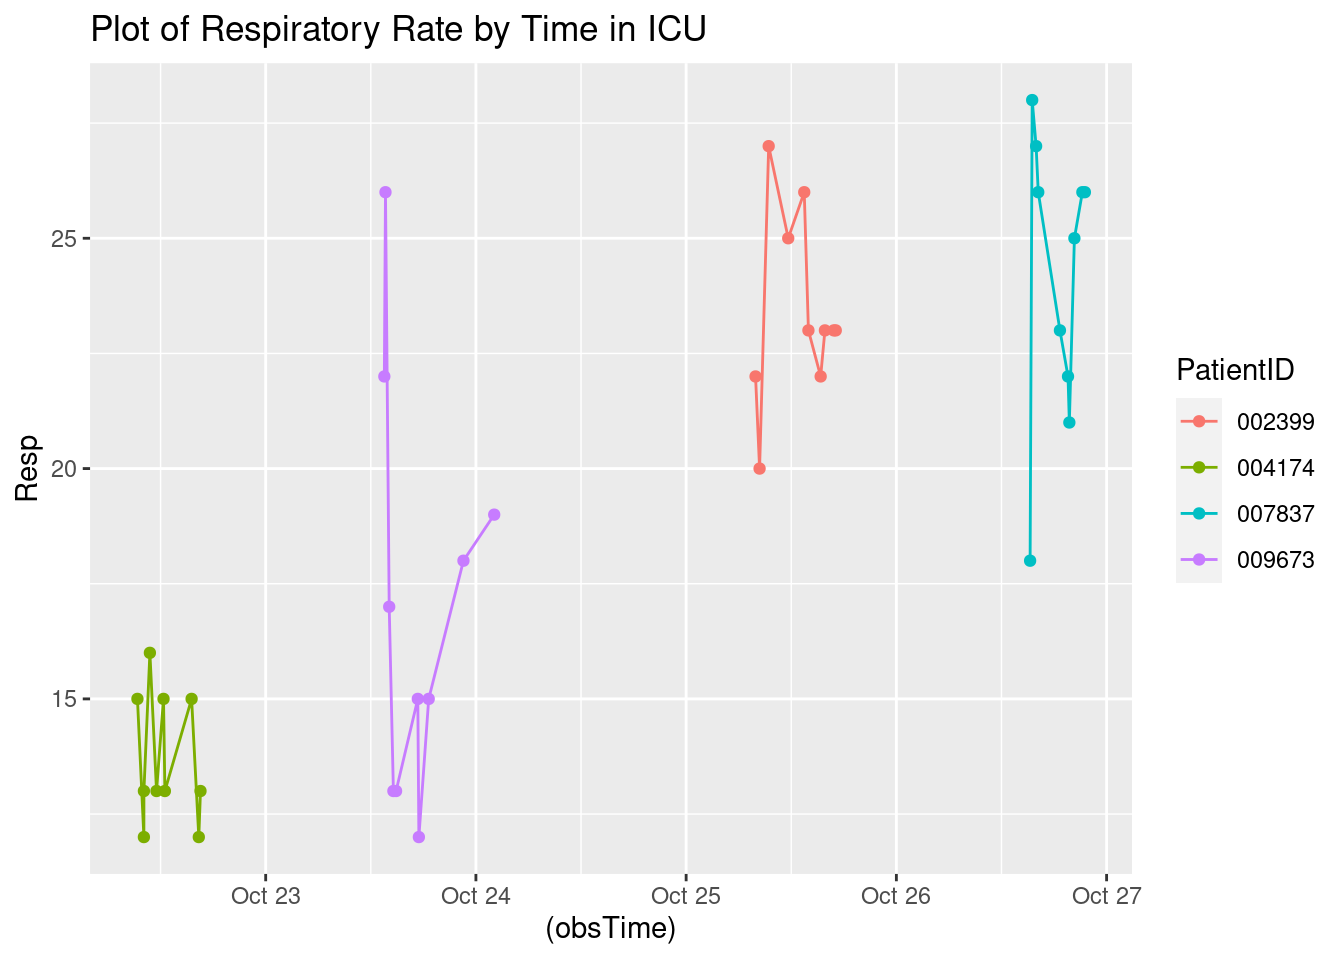 Plot of Respiratory Rate by Time in ICU
25
20
15
Resp
Oct 23 Oct 24 Oct 25 Oct 26 Oct 27
(obsTime)
PatientID
002399
004174
007837
009673